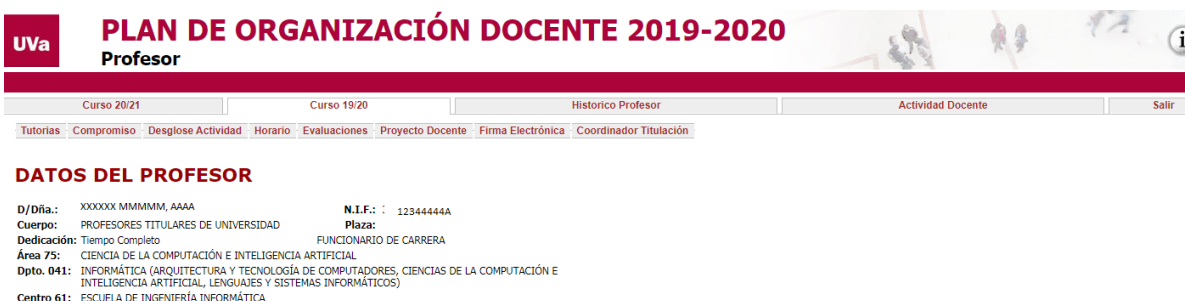 UVa
PLAN DE ORGANIZACIÓN DOCENTE 2019-2020
Profesor
i
Curso 20/21 Curso 19/20 Historico Profesor Actividad Docente Salir
Tutorias Compromiso Desglose Actividad Horario Evaluaciones Proyecto Docente Firma Electrónica Coordinador Titulación
DATOS DEL PROFESOR
D/Dña.: XXXXXX MMMMM, AAAA N.I.F.: 12344444A
Cuerpo: PROFESORES TITULARES DE UNIVERSIDAD Plaza:
Dedicación: Tiempo Completo FUNCIONARIO DE CARRERA
Área 75: CIENCIA DE LA COMPUTACIÓN E INTELIGENCIA ARTIFICIAL
Dpto. 041: INFORMÁTICA (ARQUITECTURA Y TECNOLOGÍA DE COMPUTADORES, CIENCIAS DE LA COMPUTACIÓN E
INTELIGENCIA ARTIFICIAL, LENGUAJES Y SISTEMAS INFORMÁTICOS)
Centro 61: ESCUELA DE INGENIERÍA INFORMÁTICA